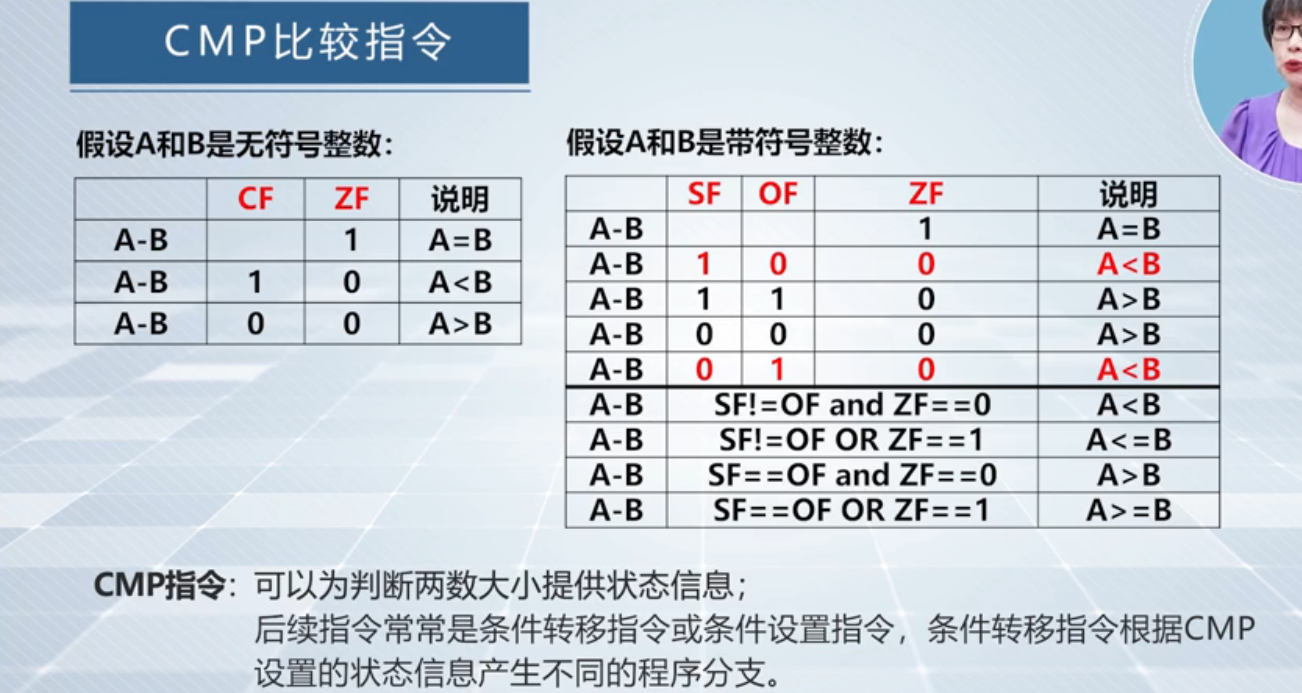 CMP比较指令
假设A和B是无符号整数：
CF ZF 说明
A-B 1 A=B
A-B 1 0 A<B
A-B 0 0 A>B
假设A和B是带符号整数：
SF OF ZF 说明
A-B 1 A=B
A-B 1 0 0 A<B
A-B 1 1 0 A>B
A-B 0 0 0 A>B
A-B 0 1 0 A<B
A-B SF!=OF and ZF==0 A<B
A-B SF!=OF OR ZF==1 A<=B
A-B SF==OF and ZF==0 A>B
A-B SF==OF OR ZF==1 A>=B
CMP指令：可以为判断两数大小提供状态信息；
后续指令常常是条件转移指令或条件设置指令，条件转移指令根据CMP
设置的状态信息产生不同的程序分支。